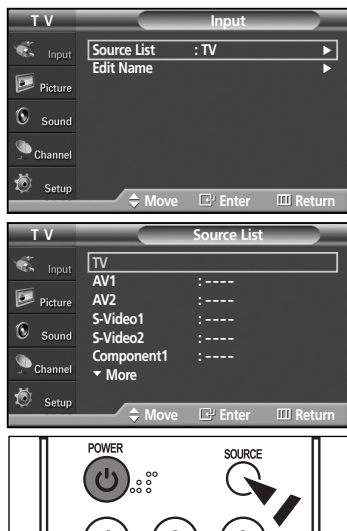 T V Input
Input
Source List : TV ►
Edit Name ►
Picture
Sound
Channel
Setup
Move Enter Return
T V Source List
Input
TV
AV1 : ----
AV2 : ----
Picture
S-Video1 : ----
Sound
S-Video2 : ----
Component1 : ----
Channel
▼ More
Setup
Move Enter Return
POWER SOURCE